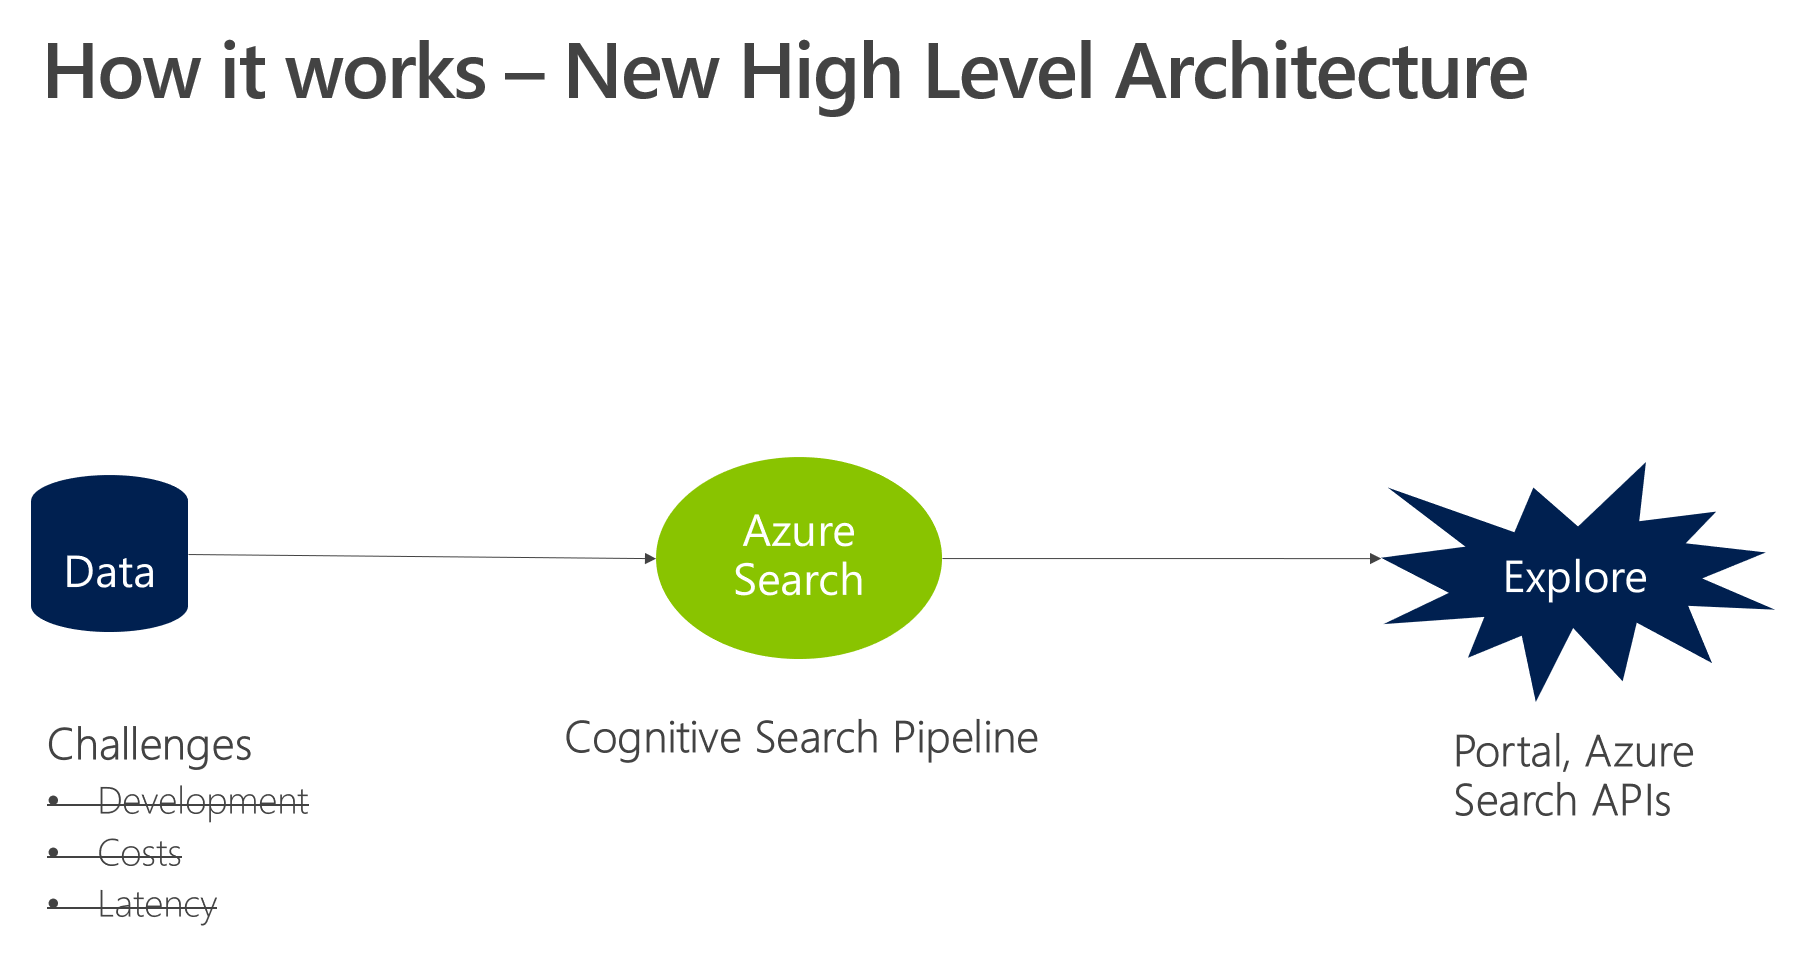 How it works – New High Level Architecture
Data
Azure
Search
Explore
Challenges
• Development
• Costs
• Latency
Cognitive Search Pipeline
Portal, Azure
Search APIs